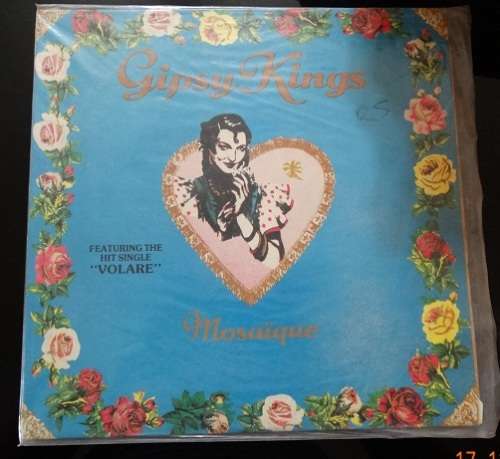 Gipsy Kings
FEATURING THE
HIT SINGLE
"VOLARE"
Mosaïque